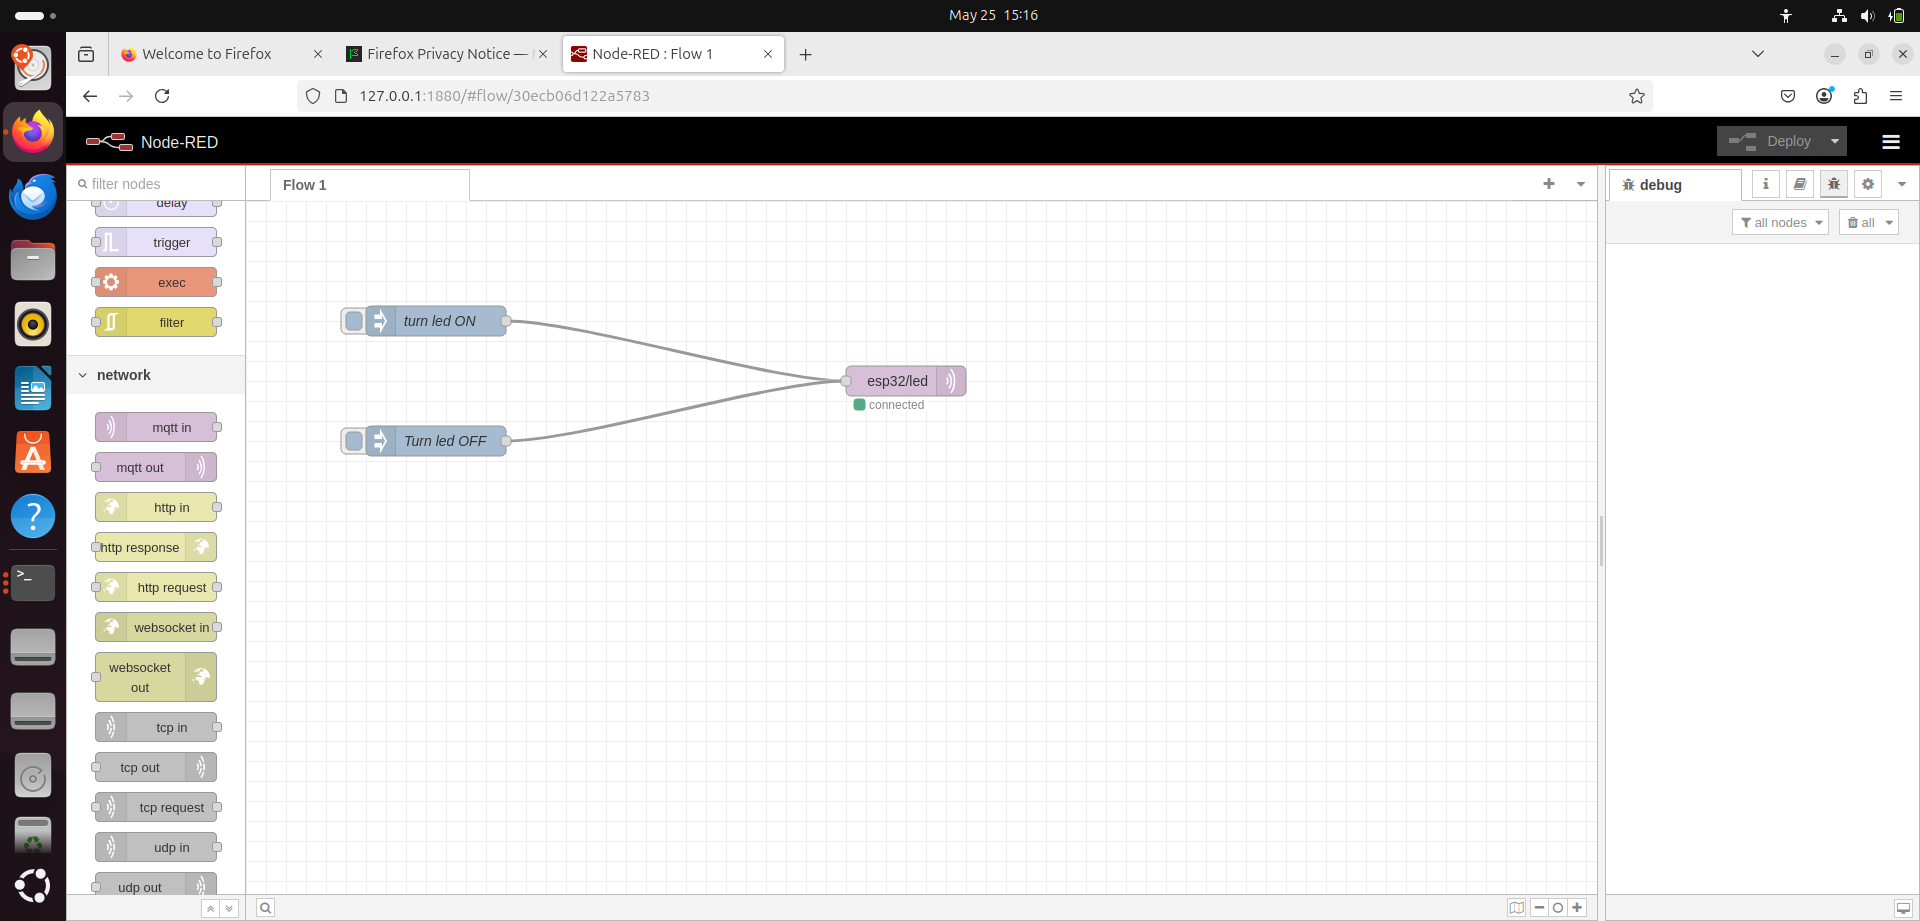 May 25 15:16
Welcome to Firefox
Firefox Privacy Notice —
Node-RED : Flow 1
127.0.0.1:1880/#flow/30ecb06d122a5783
Node-RED
Deploy
filter nodes
Flow 1
debug
i
delay
all nodes
all
trigger
exec
filter
turn led ON
network
esp32/led
connected
mqtt in
Turn led OFF
mqtt out
http in
http response
http request
websocket in
websocket
out
tcp in
tcp out
tcp request
udp in
udp out